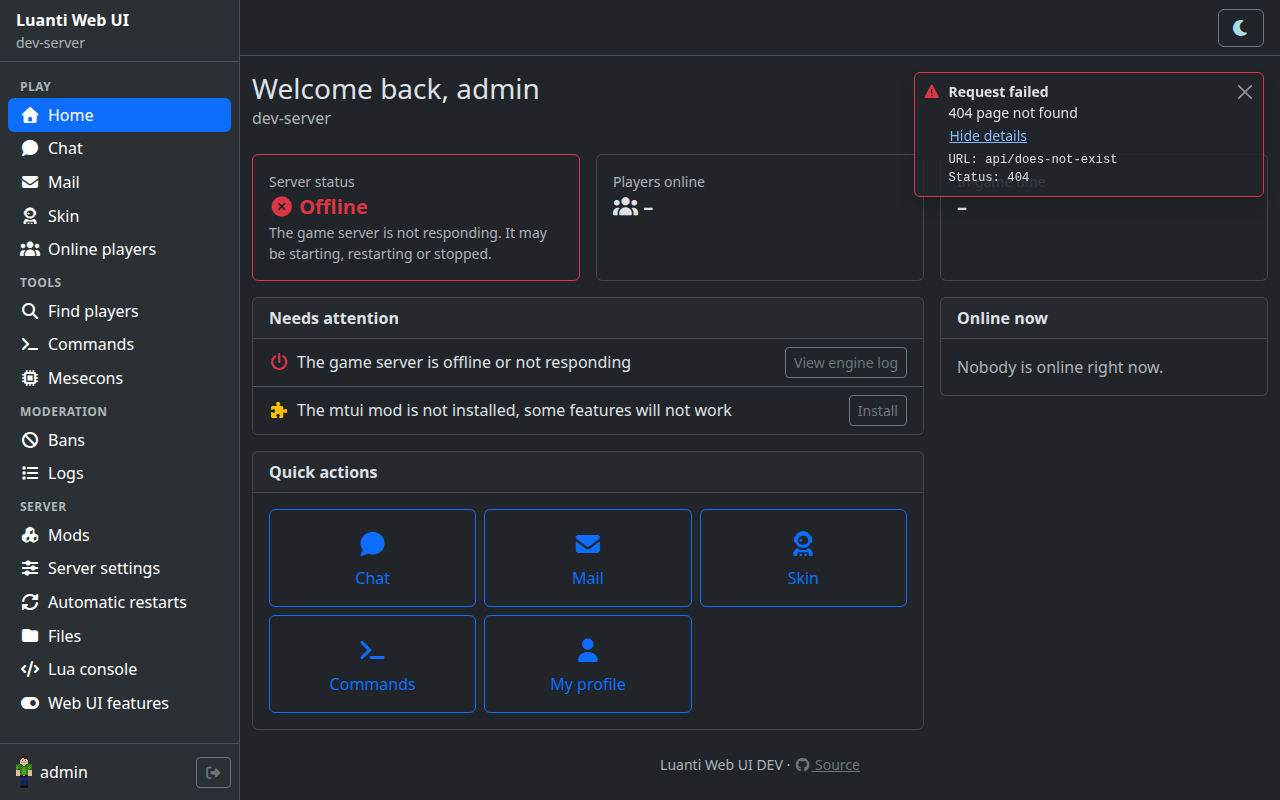 Luanti Web UI
dev-server
PLAY
Home
Chat
Mail
Skin
Online players
TOOLS
Find players
Commands
Mesecons
MODERATION
Bans
Logs
SERVER
Mods
Server settings
Automatic restarts
Files
Lua console
Web UI features
admin
Welcome back, admin
dev-server
Request failed
404 page not found
Hide details
URL: api/does-not-exist
Status: 404
Server status
Offline
The game server is not responding. It may
be starting, restarting or stopped.
Players online
–
In-game time
–
Needs attention
The game server is offline or not responding
View engine log
The mtui mod is not installed, some features will not work
Install
Online now
Nobody is online right now.
Quick actions
Chat
Mail
Skin
Commands
My profile
Luanti Web UI DEV · Source